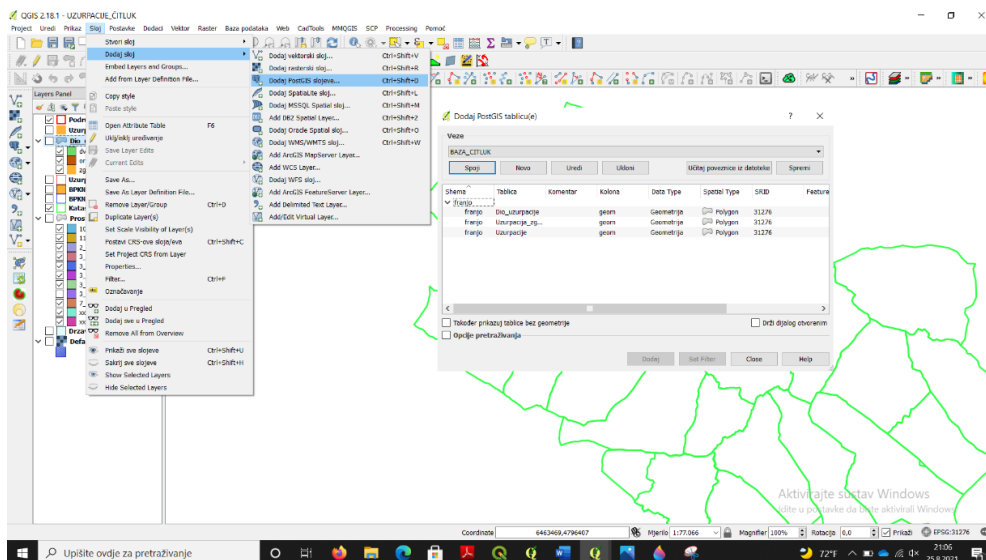 QGIS 2.18.1 - UZURPACIJE_ČITLUK
Project Uredi Prikaz Sloj Postavke Dodaci Vektor Raster Baza podataka Web CadTools MMQGIS SCP Processing Pomoć
Stvori sloj
Dodaj sloj
Embed Layers and Groups...
Add from Layer Definition File...
Copy style
Paste style
Open Attribute Table F6
Uklj/isklj uređivanje
Save Layer Edits
Current Edits
Save As...
Save As Layer Definition File...
Remove Layer/Group Ctrl+D
Duplicate Layer(s)
Set Scale Visibility of Layer(s)
Postavi CRS-ove sloja/eva Ctrl+Shift+C
Set Project CRS from Layer
Properties...
Filter... Ctrl+F
Označavanje
Dodaj u Pregled
Dodaj sve u Pregled
Remove All from Overview
Prikaži sve slojeve Ctrl+Shift+U
Sakrij sve slojeve Ctrl+Shift+H
Show Selected Layers
Hide Selected Layers
Dodaj vektorski sloj... Ctrl+Shift+V
Dodaj rasterski sloj... Ctrl+Shift+R
Dodaj PostGIS slojeve... Ctrl+Shift+D
Dodaj SpatiaLite sloj... Ctrl+Shift+L
Dodaj MSSQL Spatial sloj... Ctrl+Shift+M
Add DB2 Spatial Layer... Ctrl+Shift+2
Dodaj Oracle Spatial sloj... Ctrl+Shift+O
Dodaj WMS/WMTS sloj... Ctrl+Shift+W
Add ArcGIS MapServer Layer...
Add WCS Layer...
Dodaj WFS sloj...
Add ArcGIS FeatureServer Layer...
Add Delimited Text Layer...
Add/Edit Virtual Layer...
Layers Panel
Dodaj PostGIS tablicu(e) ? ×
Veze
BAZA_CITLUK
Spoji Novo Uredi Ukloni Učitaj poveznice iz datoteke Spremi
Shema Tablica Komentar Kolona Data Type Spatial Type SRID Feature
franjo
franjo Dio_uzurpacije geom Geometrija Polygon 31276
franjo Uzurpacija_zg... geom Geometrija Polygon 31276
franjo Uzurpacije geom Geometrija Polygon 31276
Također prikazuj tablice bez geometrije Drži dijalog otvorenim
Opcije pretraživanja
Dodaj Set Filter Close Help
Aktivirajte sustav Windows
Idite u postavke da biste aktivirali Windows
Coordinate 6463469,4796407 Mjerilo 1:77.066 Magnifier 100% Rotacija 0,0 Prikaži EPSG:31276
Upišite ovdje za pretraživanje
72°F
21:06
25.8.2021